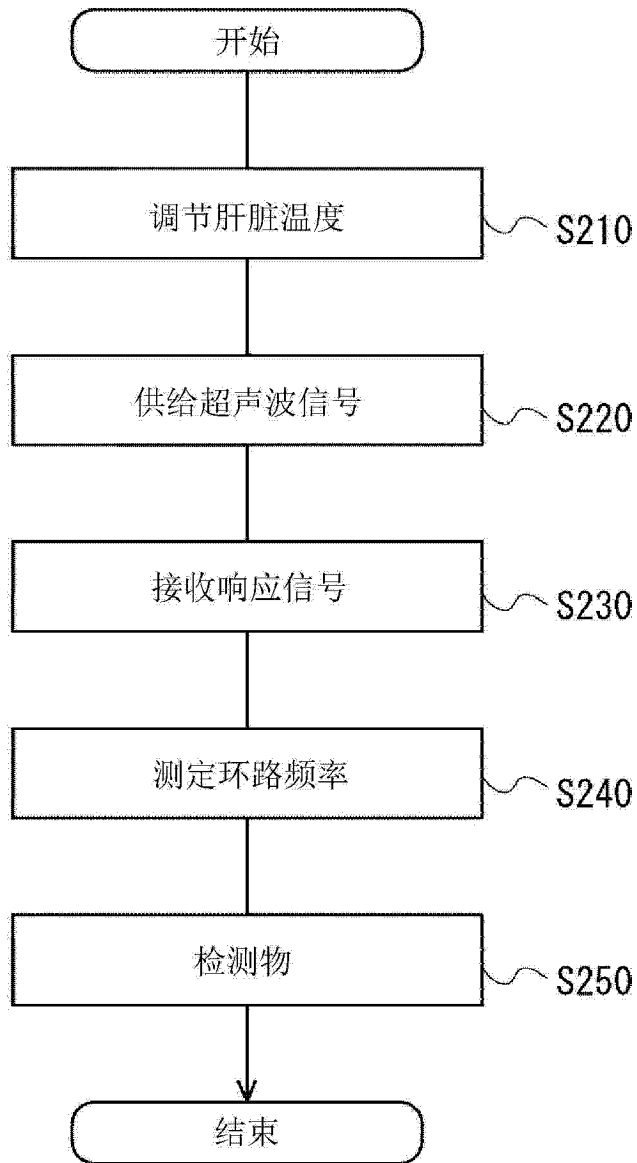 开始
调节肝脏温度
S210
供给超声波信号
S220
接收响应信号
S230
测定环路频率
S240
检测物
S250
结束